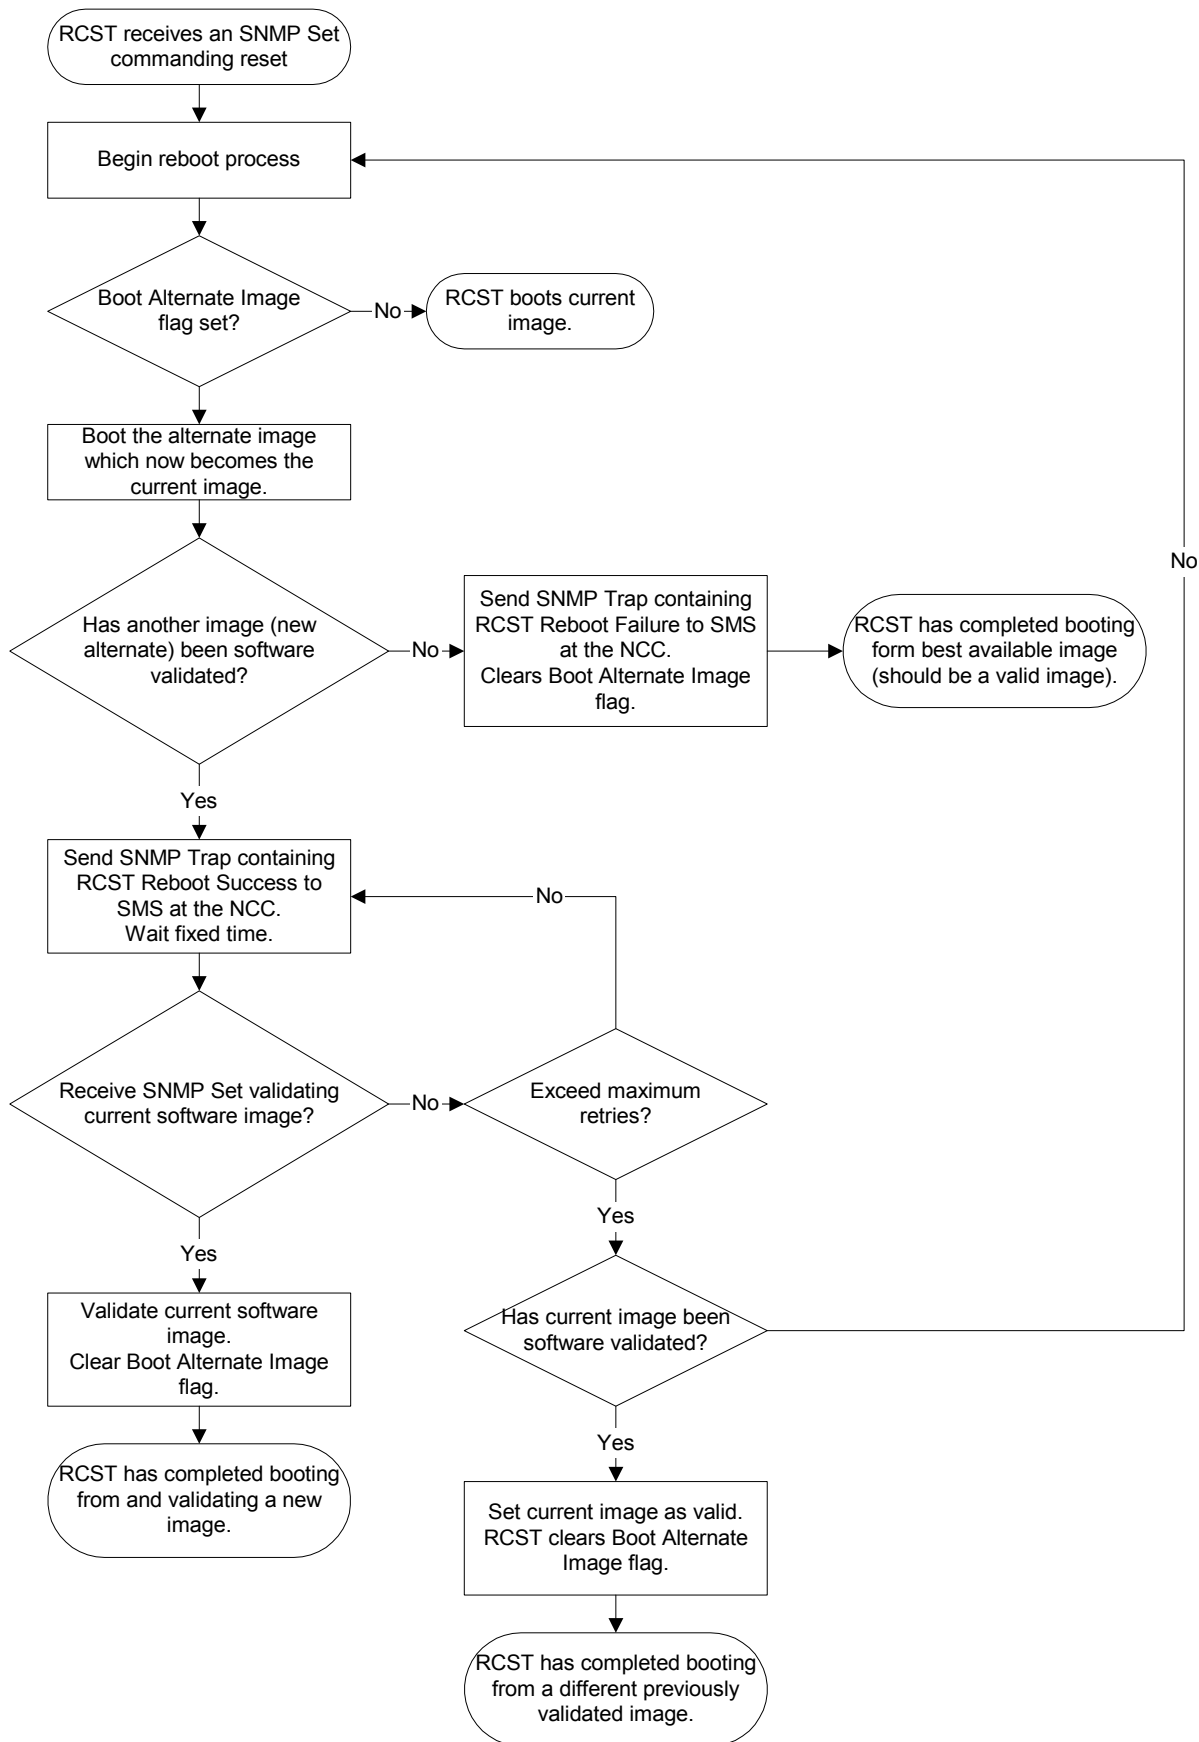 RCST receives an SNMP Set
commanding reset
Begin reboot process
Boot Alternate Image
flag set?
No
RCST boots current
image.
Boot the alternate image
which now becomes the
current image.
No
Has another image (new
alternate) been software
validated?
No
Send SNMP Trap containing
RCST Reboot Failure to SMS
at the NCC.
Clears Boot Alternate Image
flag.
RCST has completed booting
form best available image
(should be a valid image).
Yes
Send SNMP Trap containing
RCST Reboot Success to
SMS at the NCC.
Wait fixed time.
No
Receive SNMP Set validating
current software image?
No
Exceed maximum
retries?
Yes
Yes
Validate current software
image.
Clear Boot Alternate Image
flag.
Has current image been
software validated?
Yes
RCST has completed booting
from and validating a new
image.
Set current image as valid.
RCST clears Boot Alternate
Image flag.
RCST has completed booting
from a different previously
validated image.